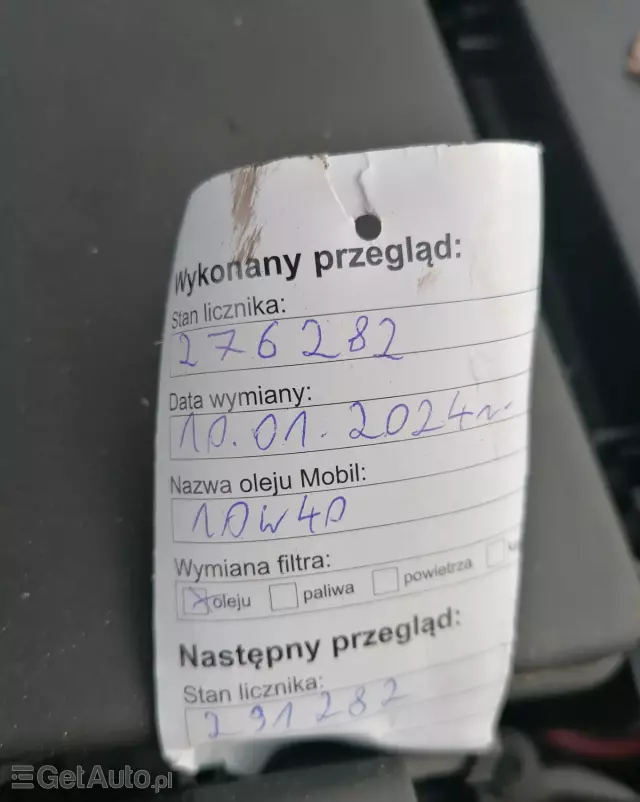 Wykonany przegląd:
Stan licznika:
276282
Data wymiany:
10.01.2024r.
Nazwa oleju Mobil:
10W40
Wymiana filtra:
oleju paliwa powietrza
Następny przegląd:
Stan licznika:
291282
GetAuto.pl